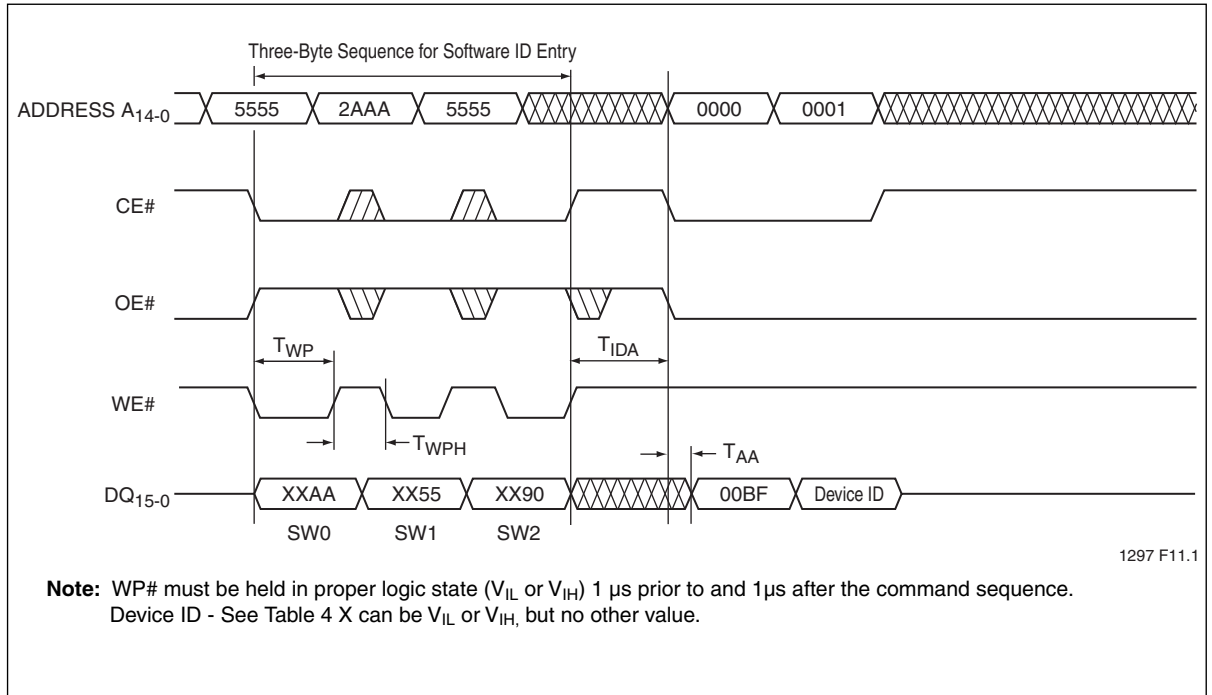 Three-Byte Sequence for Software ID Entry
ADDRESS A14-0 5555 2AAA 5555 0000 0001
CE#
OE#
TWP TIDA
WE#
TWPH TAA
DQ15-0 XXAA XX55 XX90 00BF Device ID
SW0 SW1 SW2
1297 F11.1
Note: WP# must be held in proper logic state (VIL or VIH) 1 µs prior to and 1µs after the command sequence.
Device ID - See Table 4 X can be VIL or VIH, but no other value.